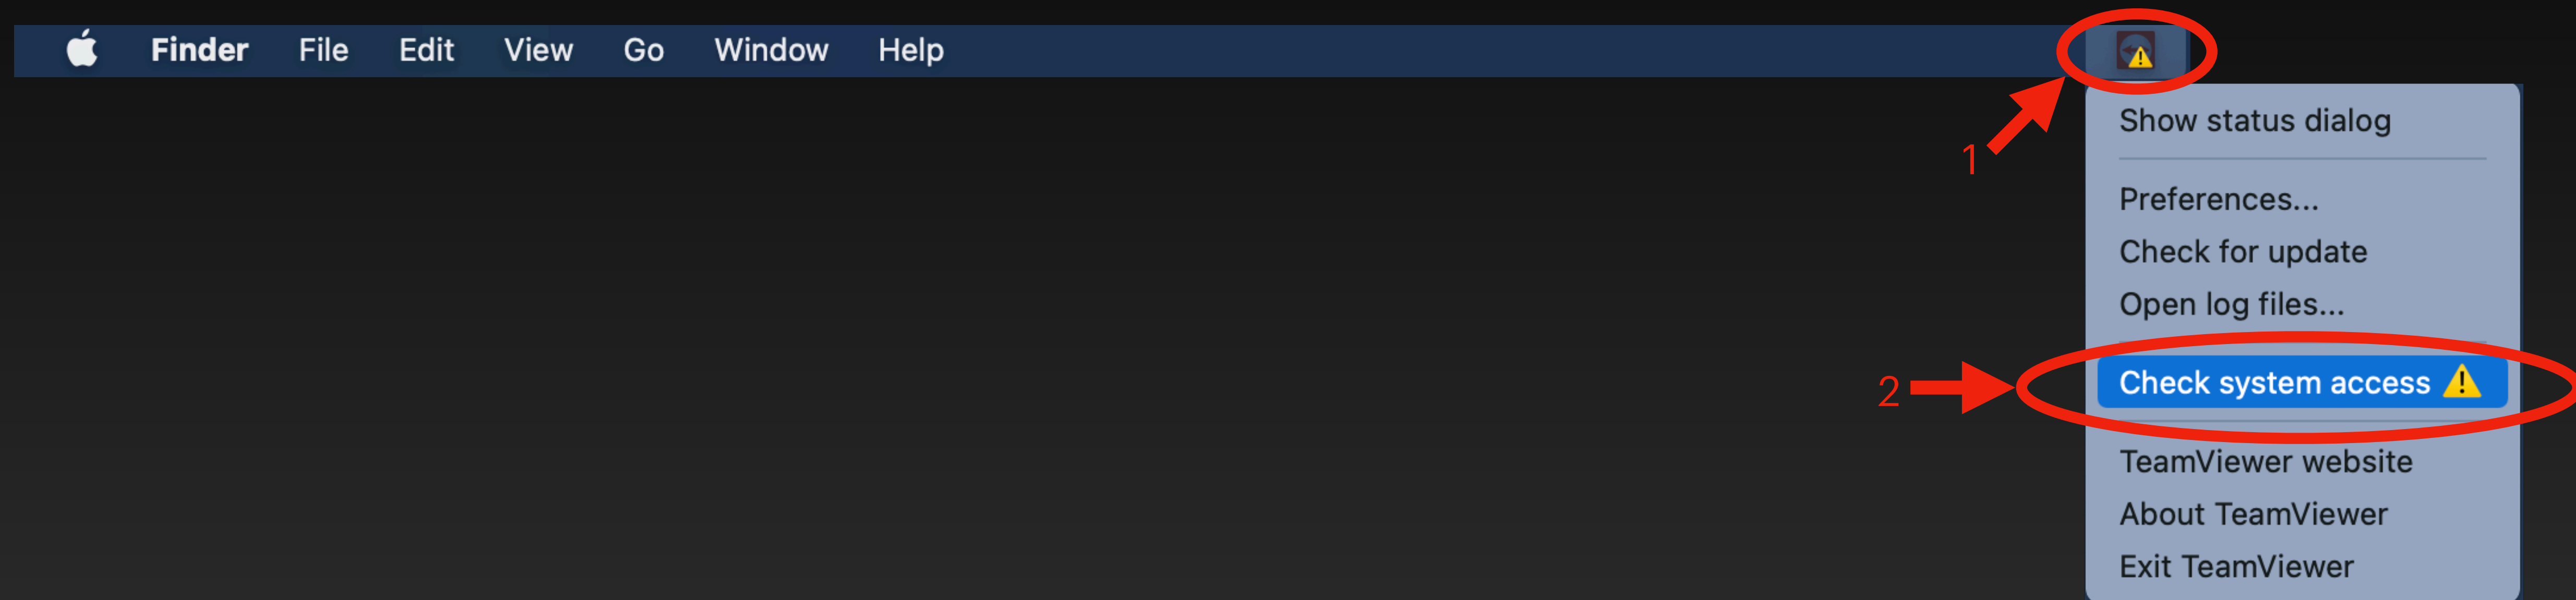 Finder File Edit View Go Window Help
1
Show status dialog
Preferences...
Check for update
Open log files...
2
Check system access
TeamViewer website
About TeamViewer
Exit TeamViewer